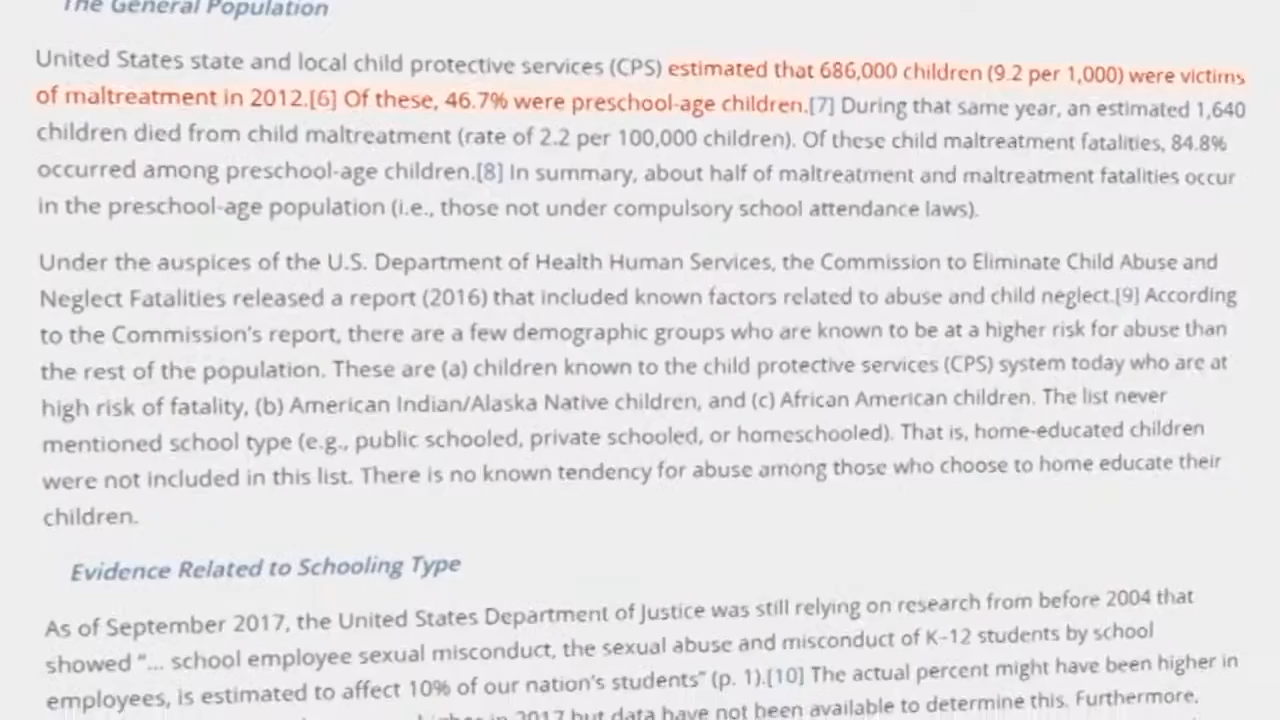 The General Population
United States state and local child protective services (CPS) estimated that 686,000 children (9.2 per 1,000) were victims
of maltreatment in 2012.[6] Of these, 46.7% were preschool-age children.[7] During that same year, an estimated 1,640
children died from child maltreatment (rate of 2.2 per 100,000 children). Of these child maltreatment fatalities, 84.8%
occurred among preschool-age children.[8] In summary, about half of maltreatment and maltreatment fatalities occur
in the preschool-age population (i.e., those not under compulsory school attendance laws).
Under the auspices of the U.S. Department of Health Human Services, the Commission to Eliminate Child Abuse and
Neglect Fatalities released a report (2016) that included known factors related to abuse and child neglect.[9] According
to the Commission's report, there are a few demographic groups who are known to be at a higher risk for abuse than
the rest of the population. These are (a) children known to the child protective services (CPS) system today who are at
high risk of fatality, (b) American Indian/Alaska Native children, and (c) African American children. The list never
mentioned school type (e.g., public schooled, private schooled, or homeschooled). That is, home-educated children
were not included in this list. There is no known tendency for abuse among those who choose to home educate their
children.
Evidence Related to Schooling Type
As of September 2017, the United States Department of Justice was still relying on research from before 2004 that
showed "... school employee sexual misconduct, the sexual abuse and misconduct of K-12 students by school
employees, is estimated to affect 10% of our nation's students" (p. 1).[10] The actual percent might have been higher in
in 2017 but data have not been available to determine this. Furthermore,